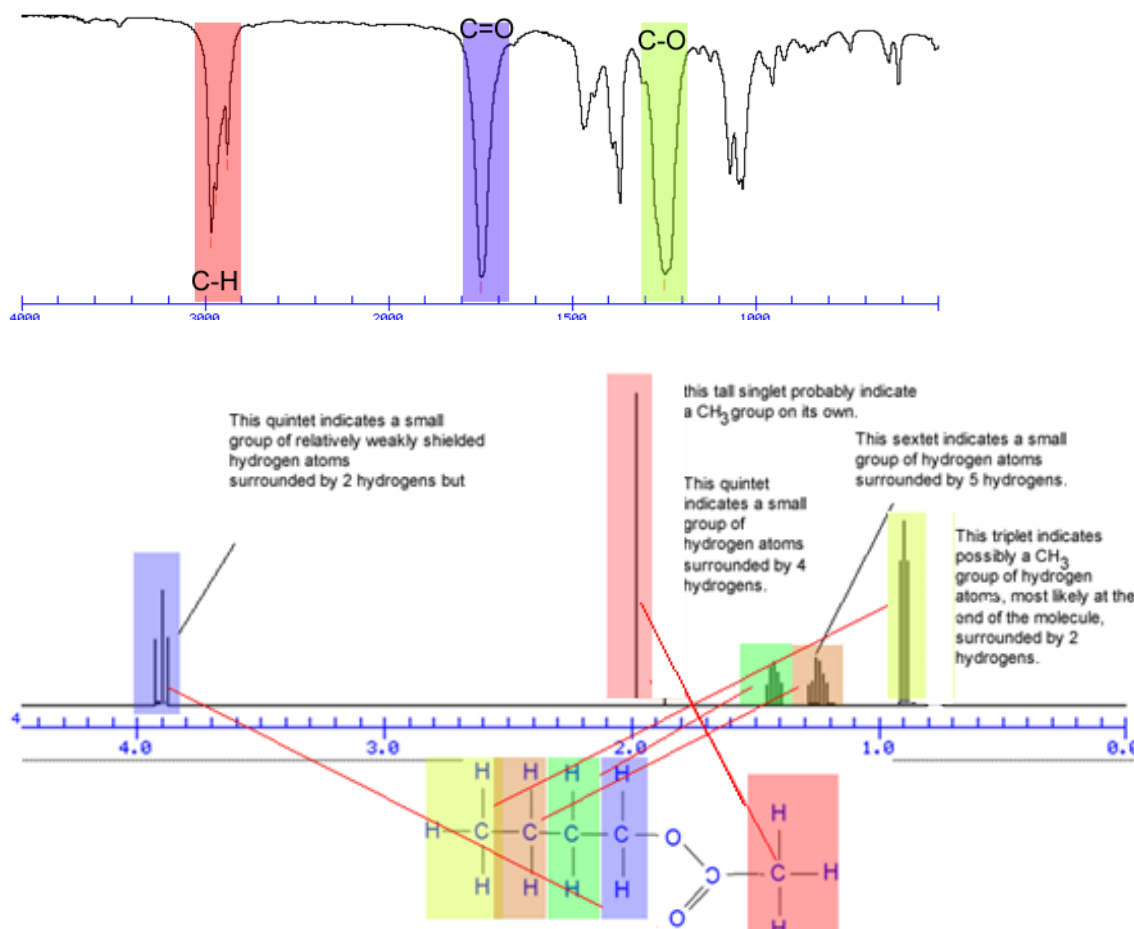 C=O
C-O
C-H
4000 3000 2000 1500 1000
This quintet indicates a small
group of relatively weakly shielded
hydrogen atoms
surrounded by 2 hydrogens but
this tall singlet probably indicate
a CH3 group on its own.
This quintet
indicates a small
group of
hydrogen atoms
surrounded by 4
hydrogens.
This sextet indicates a small
group of hydrogen atoms
surrounded by 5 hydrogens.
This triplet indicates
possibly a CH3
group of hydrogen
atoms, most likely at the
end of the molecule,
surrounded by 2
hydrogens.
4
4.0 3.0 2.0 1.0 0.0
H H H H
H C C C C O
H H H H
H
C C H
O H